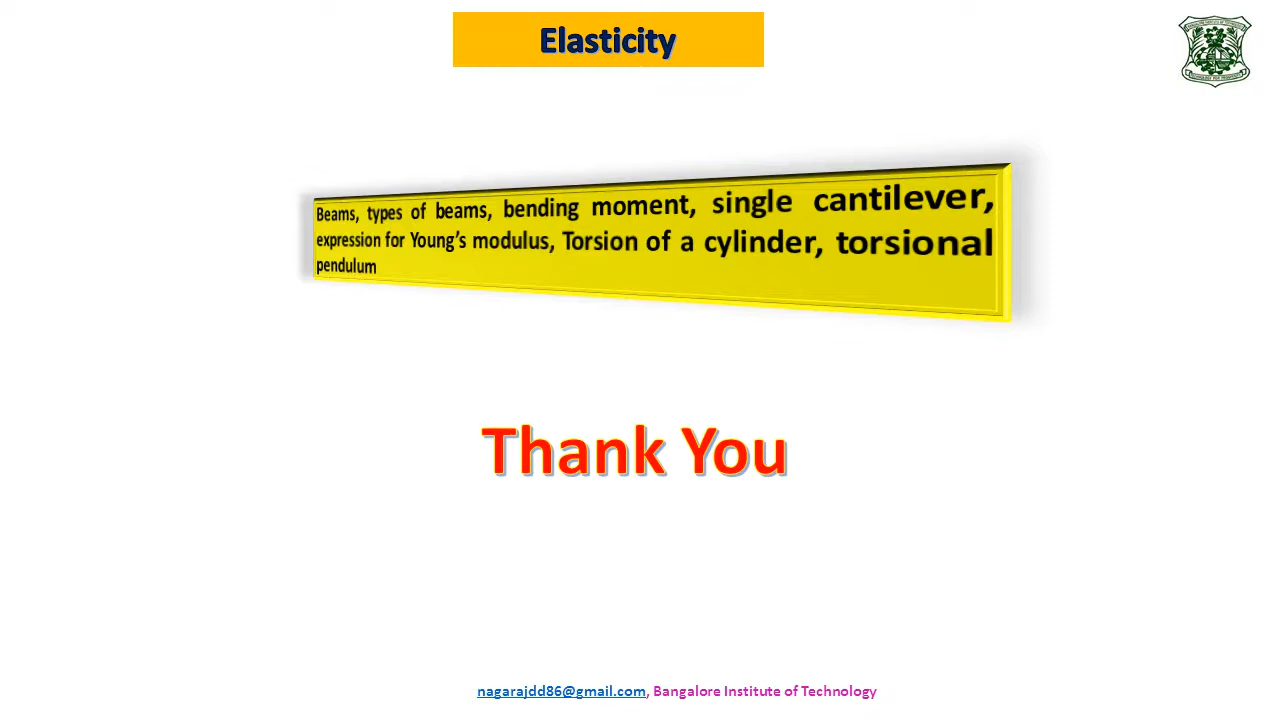 Elasticity
Beams, types of beams, bending moment, single cantilever,
expression for Young's modulus, Torsion of a cylinder, torsional
pendulum
Thank You
nagarajdd86@gmail.com, Bangalore Institute of Technology